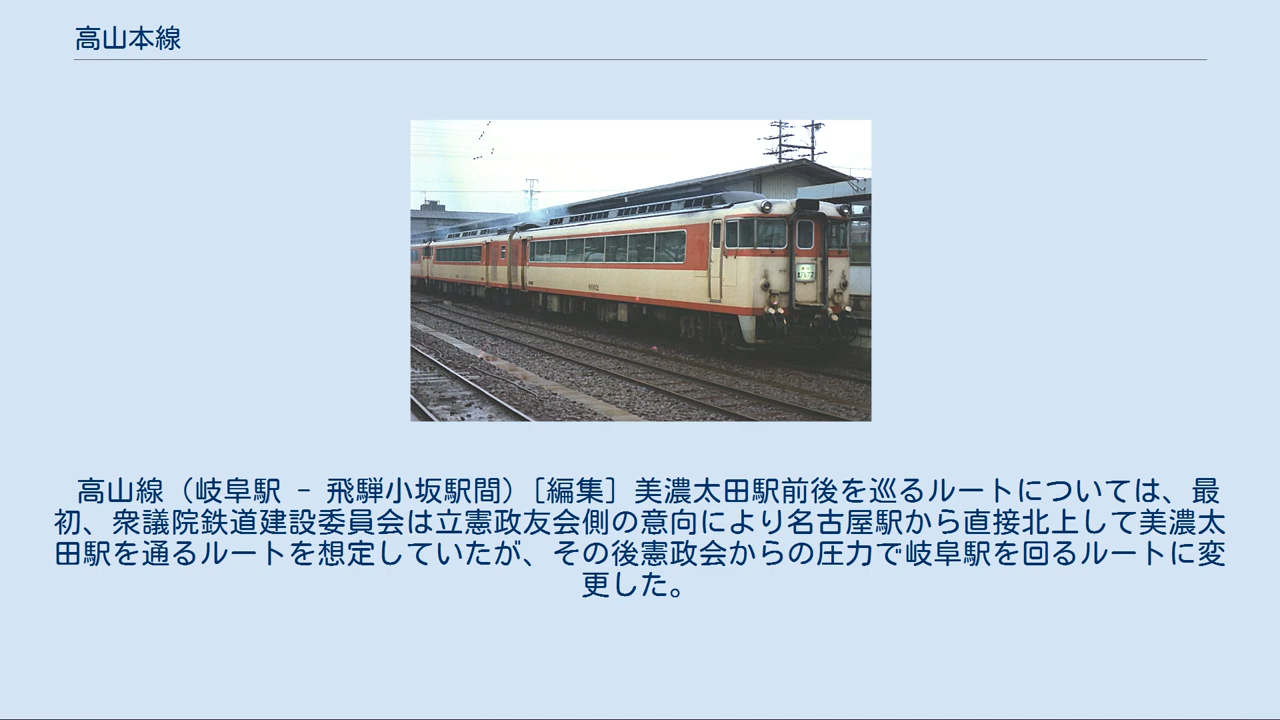 高山本線
高山線（岐阜駅 - 飛騨小坂駅間）[編集] 美濃太田駅前後を巡るルートについては、最
初、衆議院鉄道建設委員会は立憲政友会側の意向により名古屋駅から直接北上して美濃太
田駅を通るルートを想定していたが、その後憲政会からの圧力で岐阜駅を回るルートに変
更した。